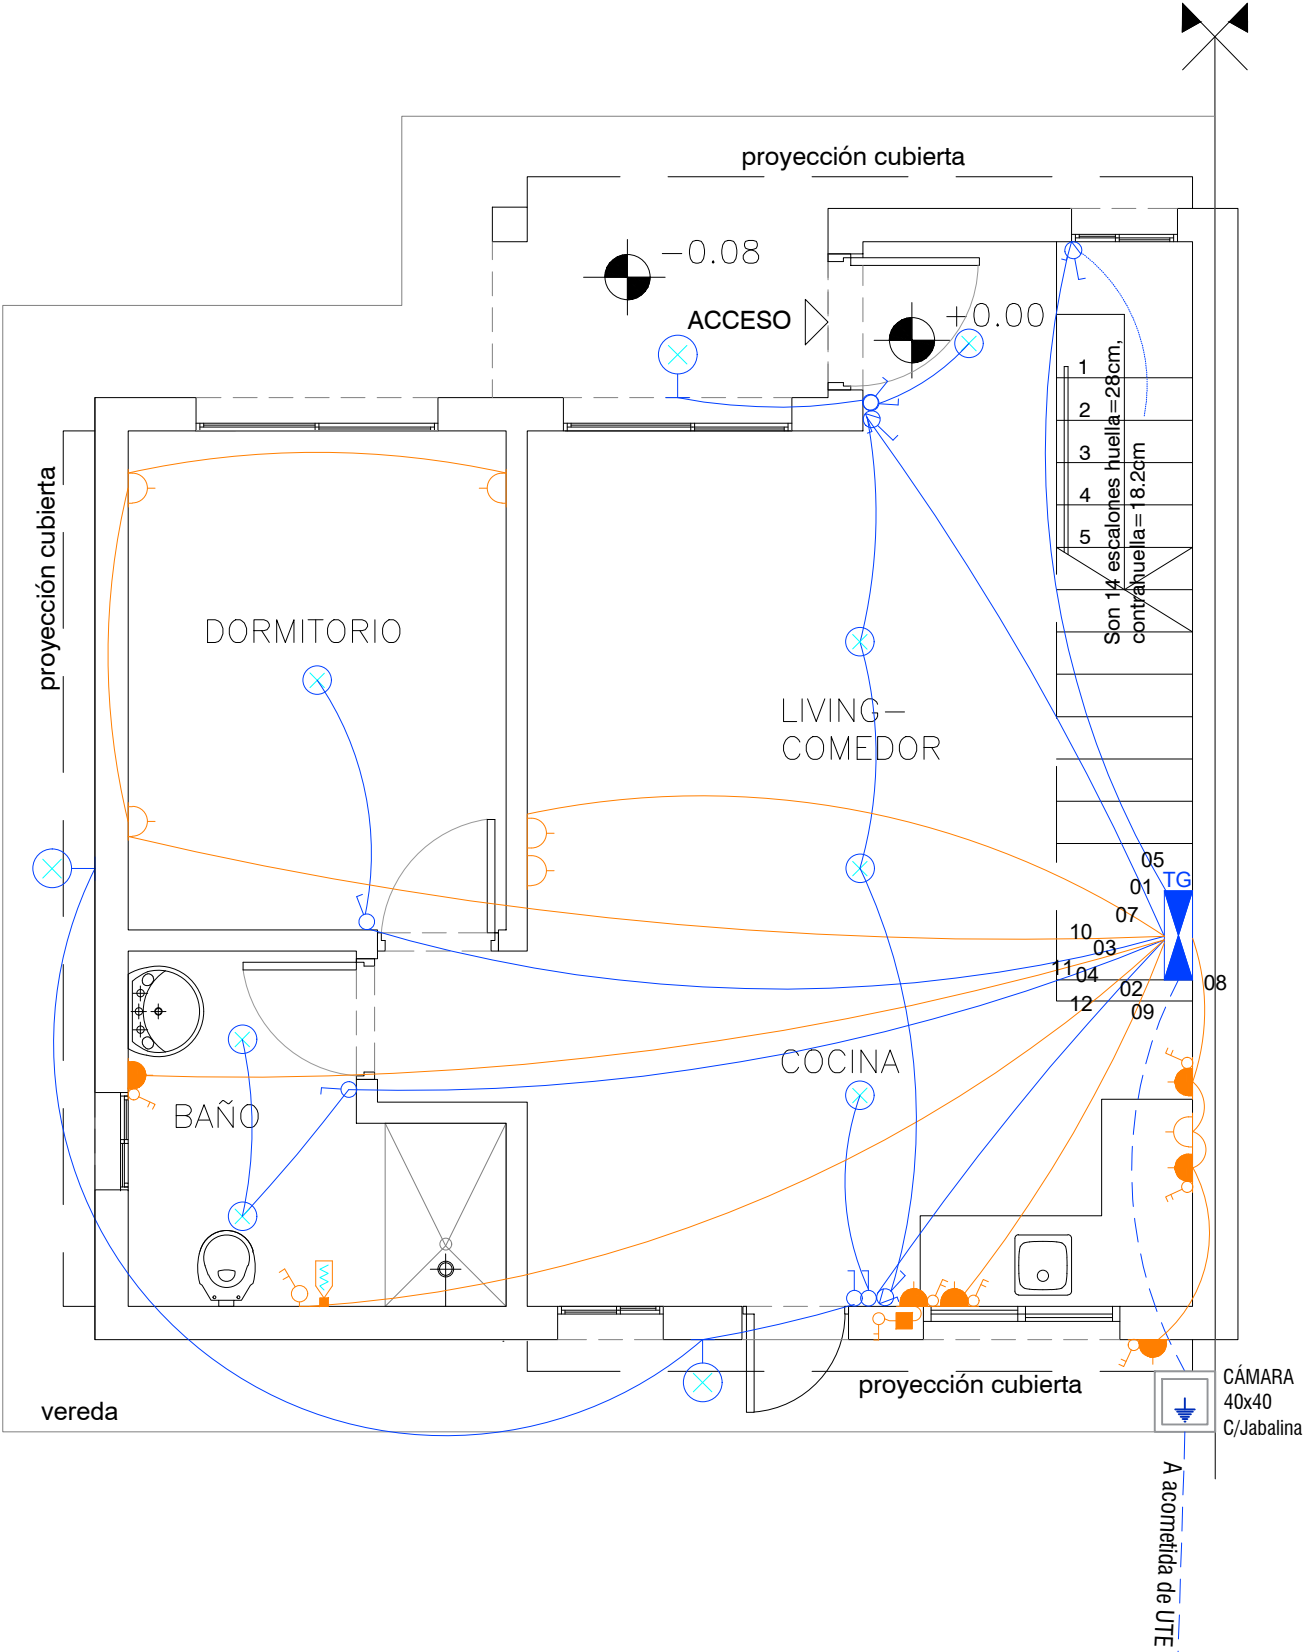 proyección cubierta
-0.08
ACCESO
+0.00
1
2
3
4
5
Son 14 escalones huella=28cm,
contrahuella=18.2cm
proyección cubierta
DORMITORIO
LIVING-
COMEDOR
05
TG
01
07
10
03
11
04
08
02
12
09
COCINA
BAÑO
proyección cubierta
vereda
CÁMARA
40x40
C/Jabalina
A acometida de UTE